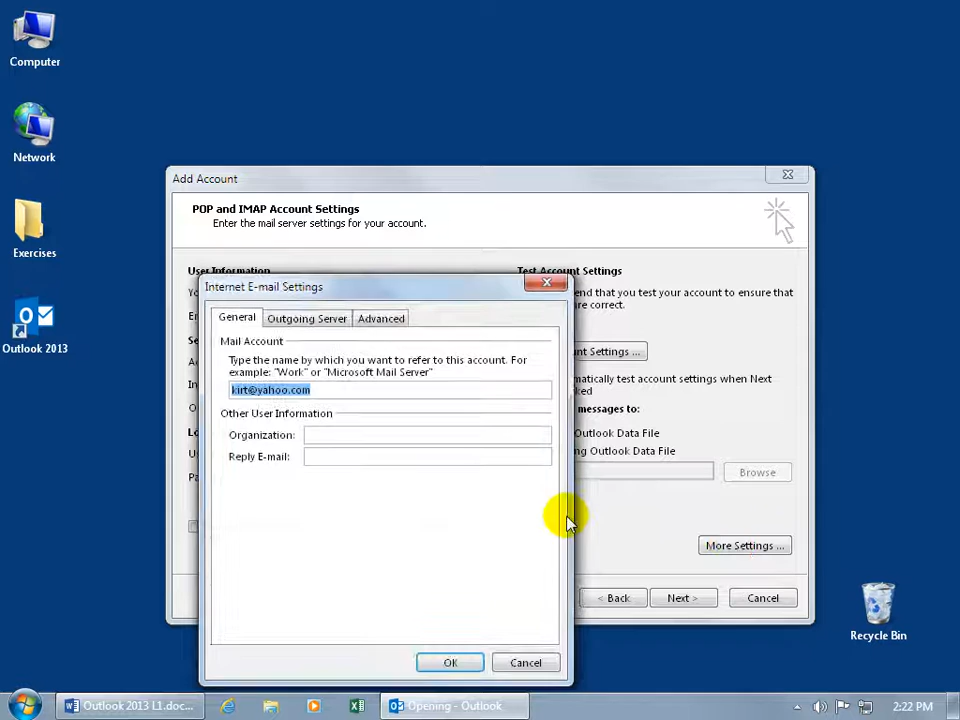 Computer
Network
Exercises
Outlook 2013
Add Account
POP and IMAP Account Settings
Enter the mail server settings for your account.
User Information
Test Account Settings
end that you test your account to ensure that
re correct.
nt Settings ...
matically test account settings when Next
ked
messages to:
Outlook Data File
ng Outlook Data File
Browse
More Settings ...
< Back
Next >
Cancel
Internet E-mail Settings
General
Outgoing Server
Advanced
Mail Account
Type the name by which you want to refer to this account. For
example: "Work" or "Microsoft Mail Server"
kirt@yahoo.com
Other User Information
Organization:
Reply E-mail:
OK
Cancel
Recycle Bin
Outlook 2013 L1.doc...
Opening - Outlook
2:22 PM